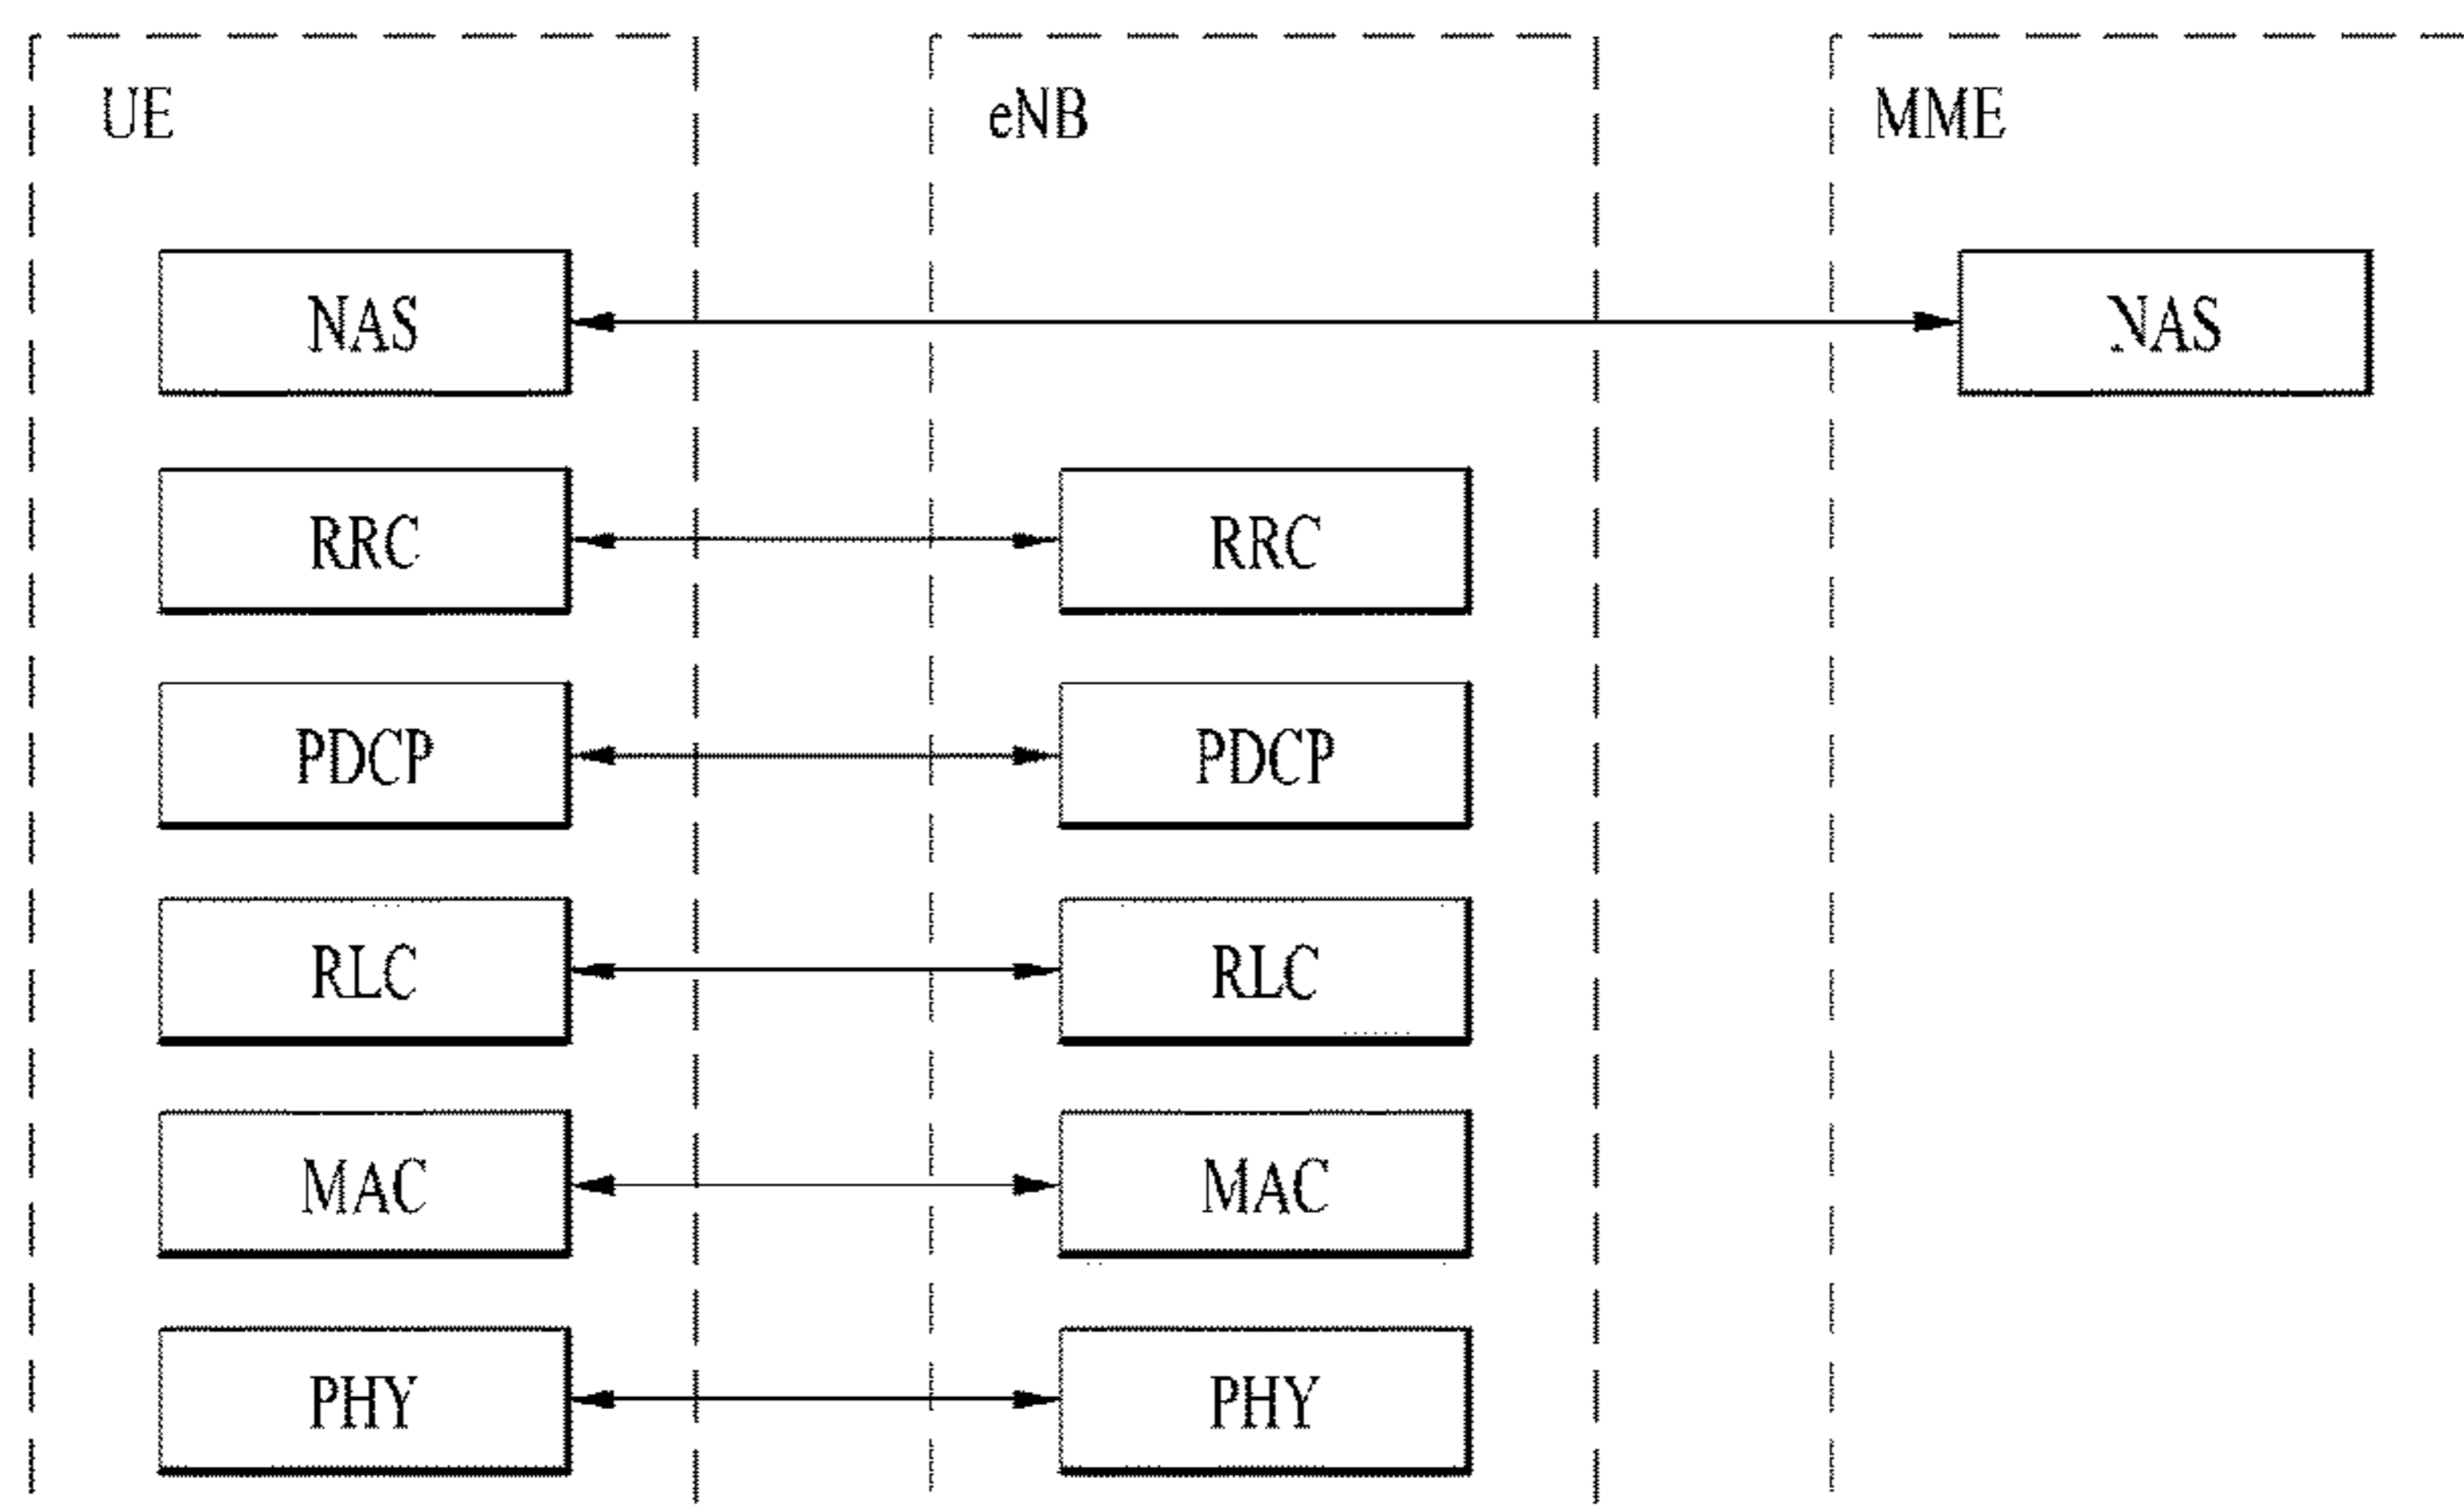 UE eNB MME
NAS NAS
RRC RRC
PDCP PDCP
RLC RLC
MAC MAC
PHY PHY